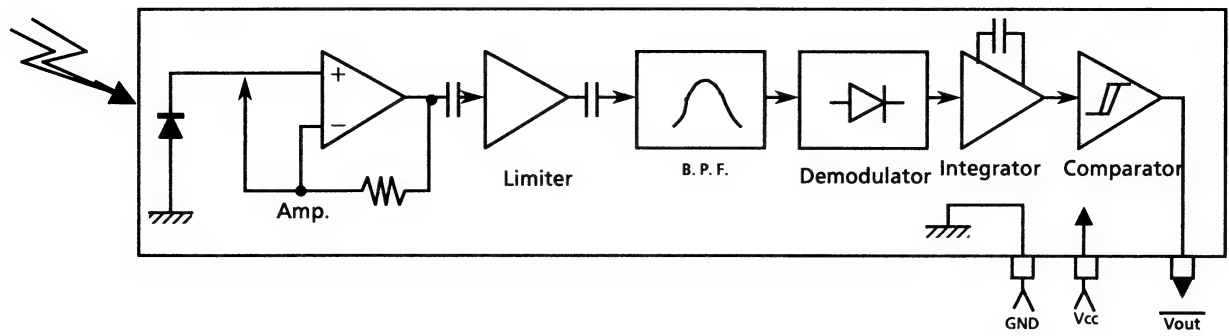 +
−
Amp.
Limiter
B. P. F.
Demodulator
Integrator
Comparator
GND
Vcc
Vout